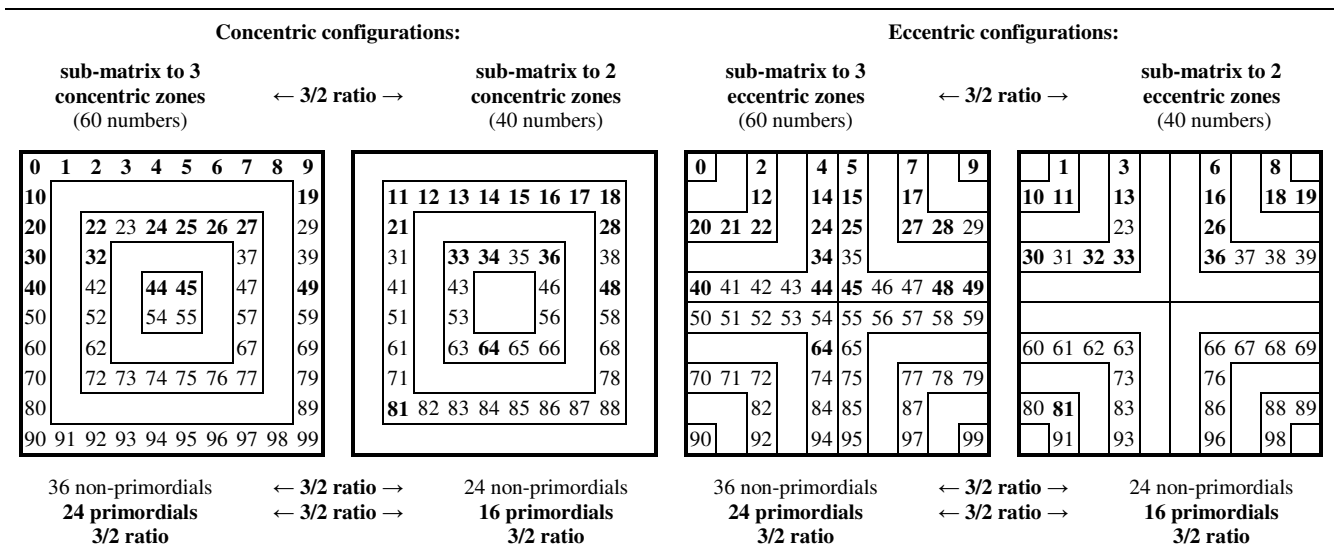 Concentric configurations: Eccentric configurations:
sub-matrix to 3 sub-matrix to 2 sub-matrix to 3 sub-matrix to 2
concentric zones ← 3/2 ratio → concentric zones eccentric zones ← 3/2 ratio → eccentric zones
(60 numbers) (40 numbers) (60 numbers) (40 numbers)
0 1 2 3 4 5 6 7 8 9 0 2 4 5 7 9 1 3 6 8
10 19 11 12 13 14 15 16 17 18 12 14 15 17 10 11 13 16 18 19
20 22 23 24 25 26 27 29 21 28 20 21 22 24 25 27 28 29 23 26
30 32 37 39 31 33 34 35 36 38 34 35 30 31 32 33 36 37 38 39
40 42 44 45 47 49 41 43 46 48 40 41 42 43 44 45 46 47 48 49
50 52 54 55 57 59 51 53 56 58 50 51 52 53 54 55 56 57 58 59
60 62 67 69 61 63 64 65 66 68 64 65 60 61 62 63 66 67 68 69
70 72 73 74 75 76 77 79 71 78 70 71 72 74 75 77 78 79 73 76
80 89 81 82 83 84 85 86 87 88 82 84 85 87 80 81 83 86 88 89
90 91 92 93 94 95 96 97 98 99 90 92 94 95 97 99 91 93 96 98
36 non-primordials ← 3/2 ratio → 24 non-primordials 36 non-primordials ← 3/2 ratio → 24 non-primordials
24 primordials ← 3/2 ratio → 16 primordials 24 primordials ← 3/2 ratio → 16 primordials
3/2 ratio 3/2 ratio 3/2 ratio 3/2 ratio